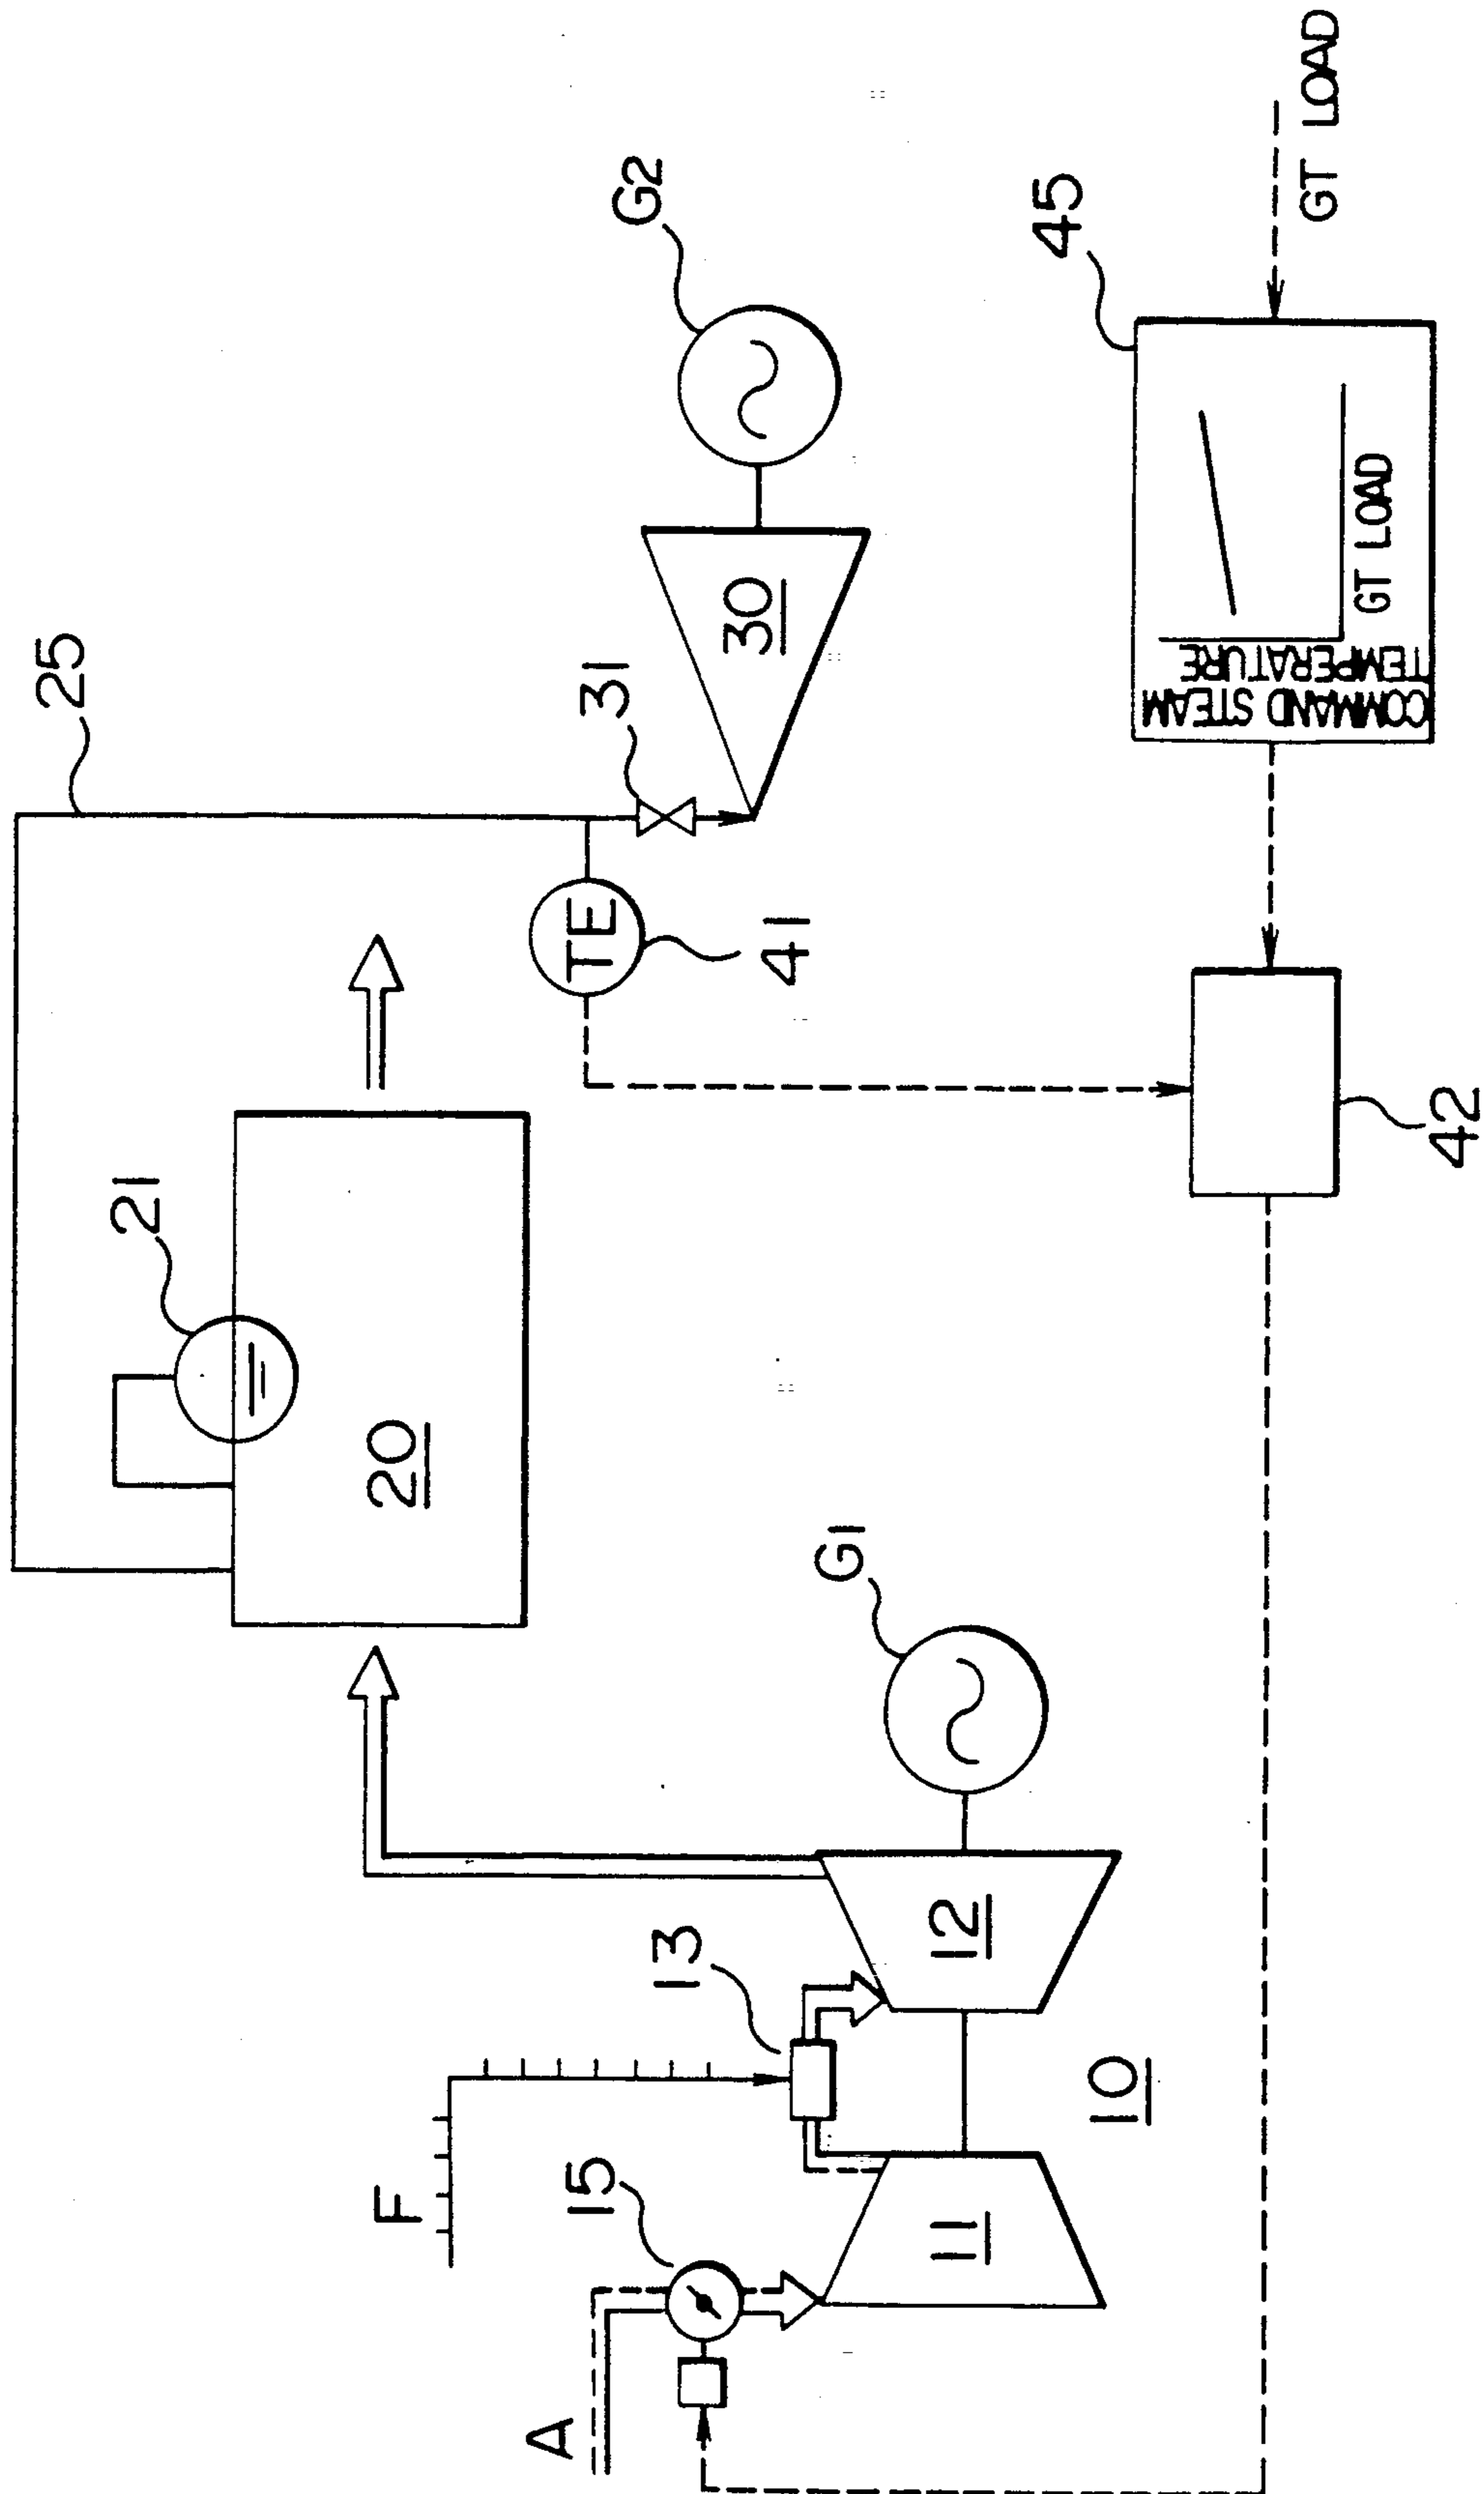 25
21
20
G2
31
30
TE
41
45
GT LOAD
COMMAND STEAM
TEMPERATURE
GT LOAD
42
F
13
G1
A
15
11
12
10